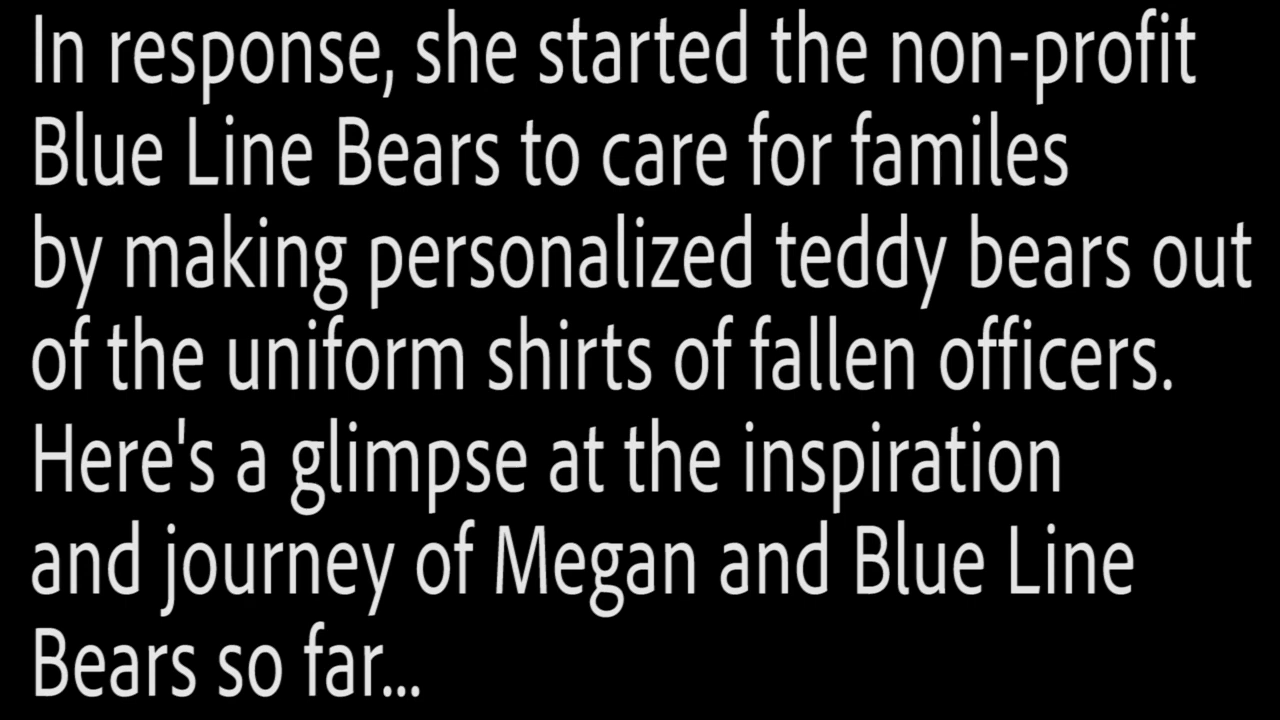 In response, she started the non-profit
Blue Line Bears to care for familes
by making personalized teddy bears out
of the uniform shirts of fallen officers.
Here's a glimpse at the inspiration
and journey of Megan and Blue Line
Bears so far...